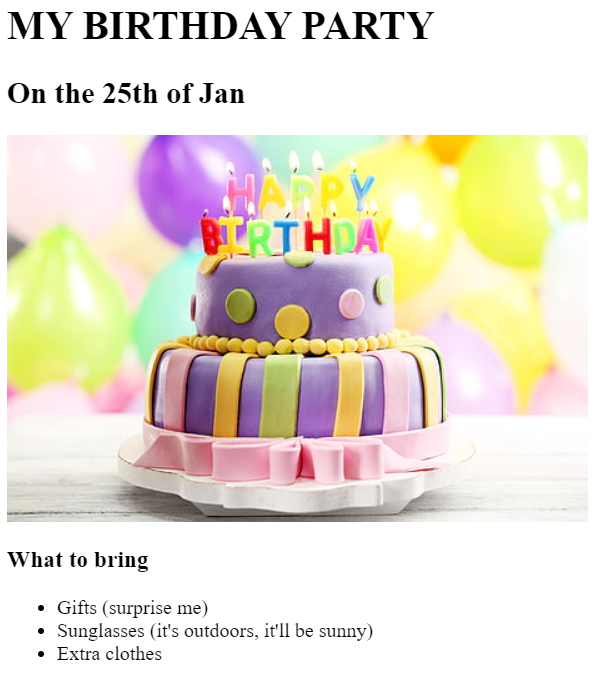 MY BIRTHDAY PARTY
On the 25th of Jan
HAPPY
BIRTHDAY
What to bring
Gifts (surprise me)
Sunglasses (it's outdoors, it'll be sunny)
Extra clothes